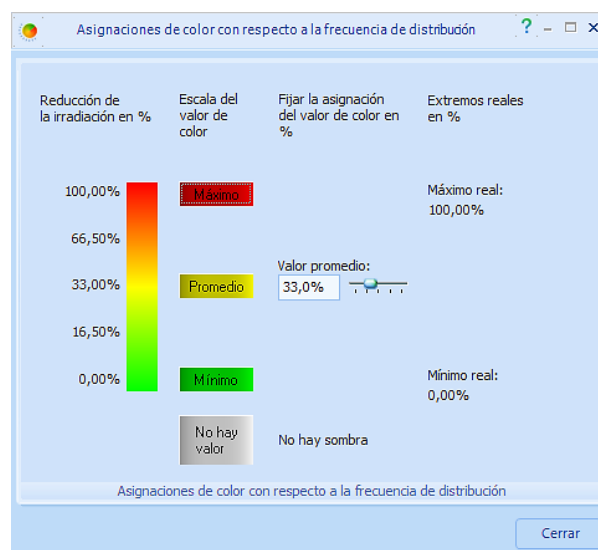 Asignaciones de color con respecto a la frecuencia de distribución
?
Reducción de
la irradiación en %
Escala del
valor de
color
Fijar la asignación
del valor de color en
%
Extremos reales
en %
100,00%
Máximo
Máximo real:
100,00%
66,50%
33,00%
Promedio
Valor promedio:
33,0%
16,50%
0,00%
Mínimo
Mínimo real:
0,00%
No hay
valor
No hay sombra
Asignaciones de color con respecto a la frecuencia de distribución
Cerrar